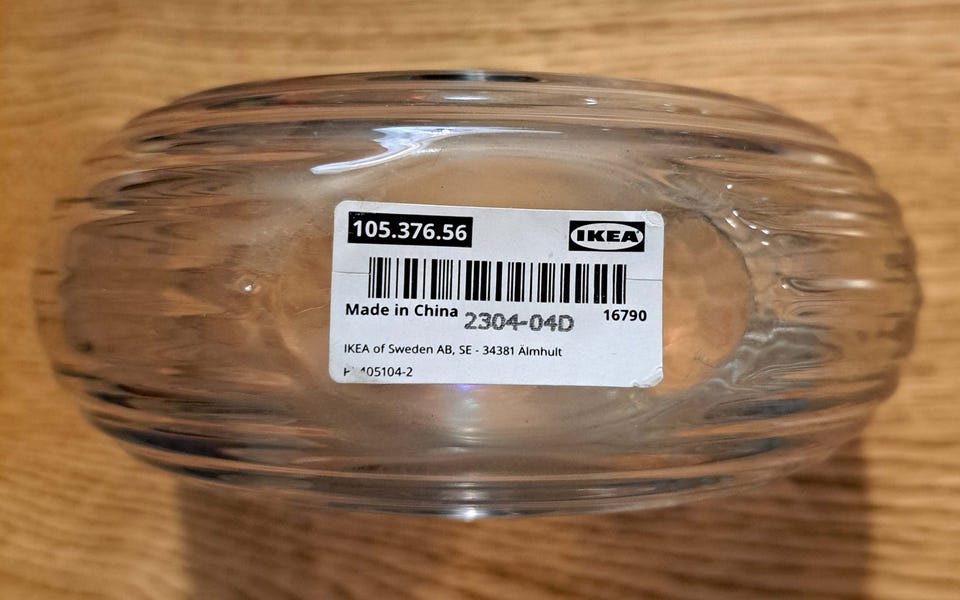 105.376.56
IKEA
Made in China 2304-04D 16790
IKEA of Sweden AB, SE - 34381 Älmhult
405104-2